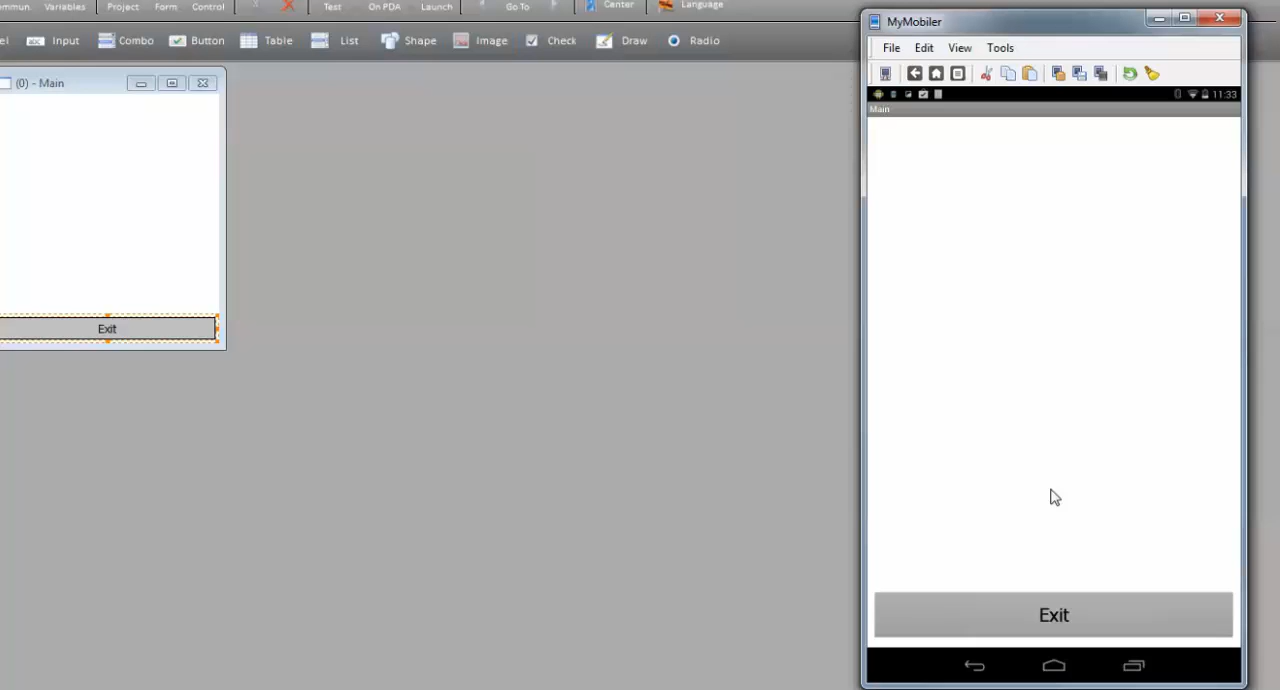 Variables Project Form Control Test On PDA Launch Go To Center Language
Input Combo Button Table List Shape Image Check Draw Radio
(0) - Main
Exit
MyMobiler
File Edit View Tools
11:33
Main
Exit